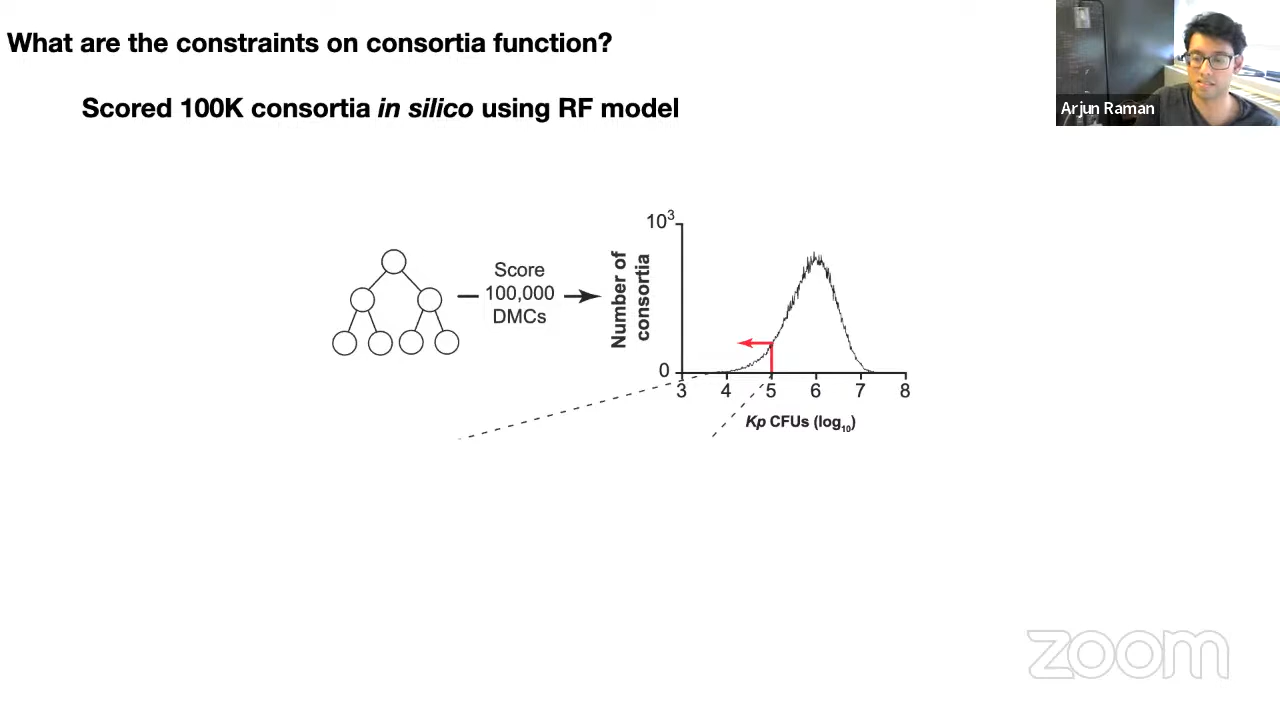 What are the constraints on consortia function?
Arjun Raman
Scored 100K consortia in silico using RF model
Score
100,000
DMCs
Number of
consortia
10³
0
3 4 5 6 7 8
Kp CFUs (log₁₀)
zoom